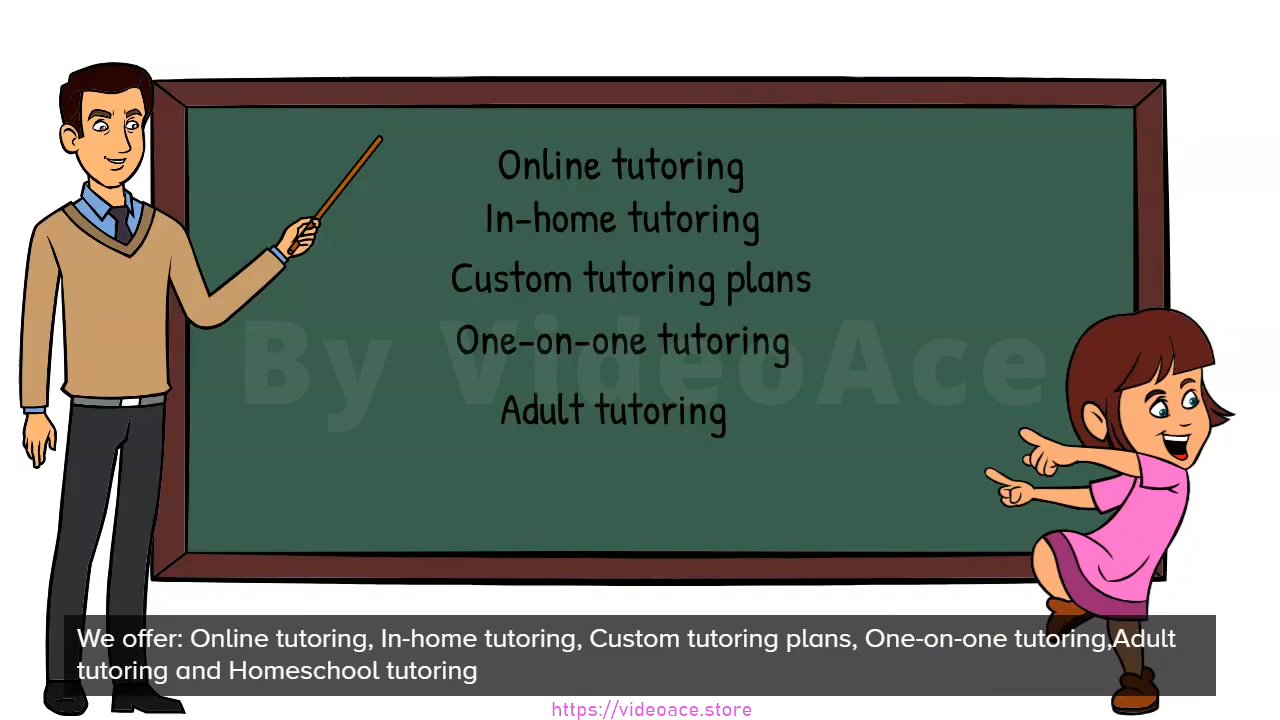 Online tutoring
In-home tutoring
Custom tutoring plans
By VideoAce
One-on-one tutoring
Adult tutoring
We offer: Online tutoring, In-home tutoring, Custom tutoring plans, One-on-one tutoring,Adult
tutoring and Homeschool tutoring
https://videoace.store